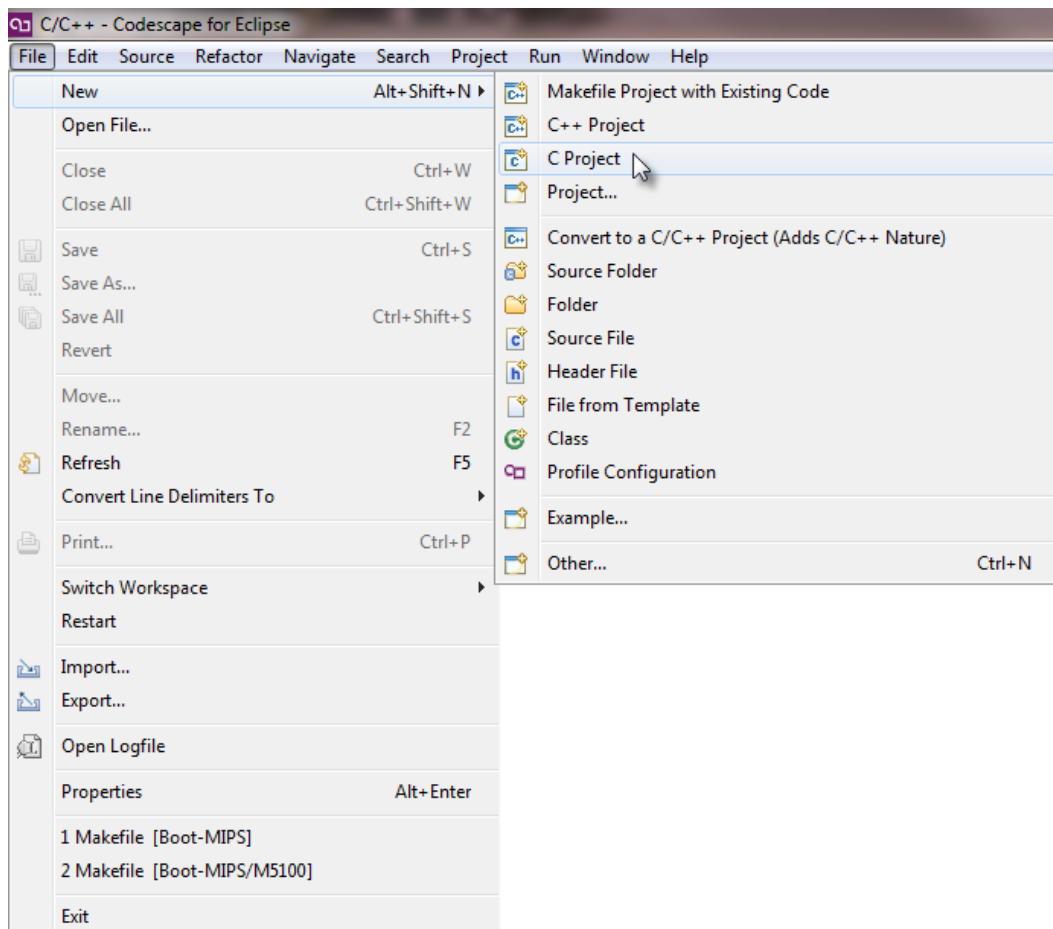 C/C++ - Codescape for Eclipse
File Edit Source Refactor Navigate Search Project Run Window Help
New Alt+Shift+N
Open File...
Close Ctrl+W
Close All Ctrl+Shift+W
Save Ctrl+S
Save As...
Save All Ctrl+Shift+S
Revert
Move...
Rename... F2
Refresh F5
Convert Line Delimiters To
Print... Ctrl+P
Switch Workspace
Restart
Import...
Export...
Open Logfile
Properties Alt+Enter
1 Makefile [Boot-MIPS]
2 Makefile [Boot-MIPS/M5100]
Exit
Makefile Project with Existing Code
C++ Project
C Project
Project...
Convert to a C/C++ Project (Adds C/C++ Nature)
Source Folder
Folder
Source File
Header File
File from Template
Class
Profile Configuration
Example...
Other... Ctrl+N